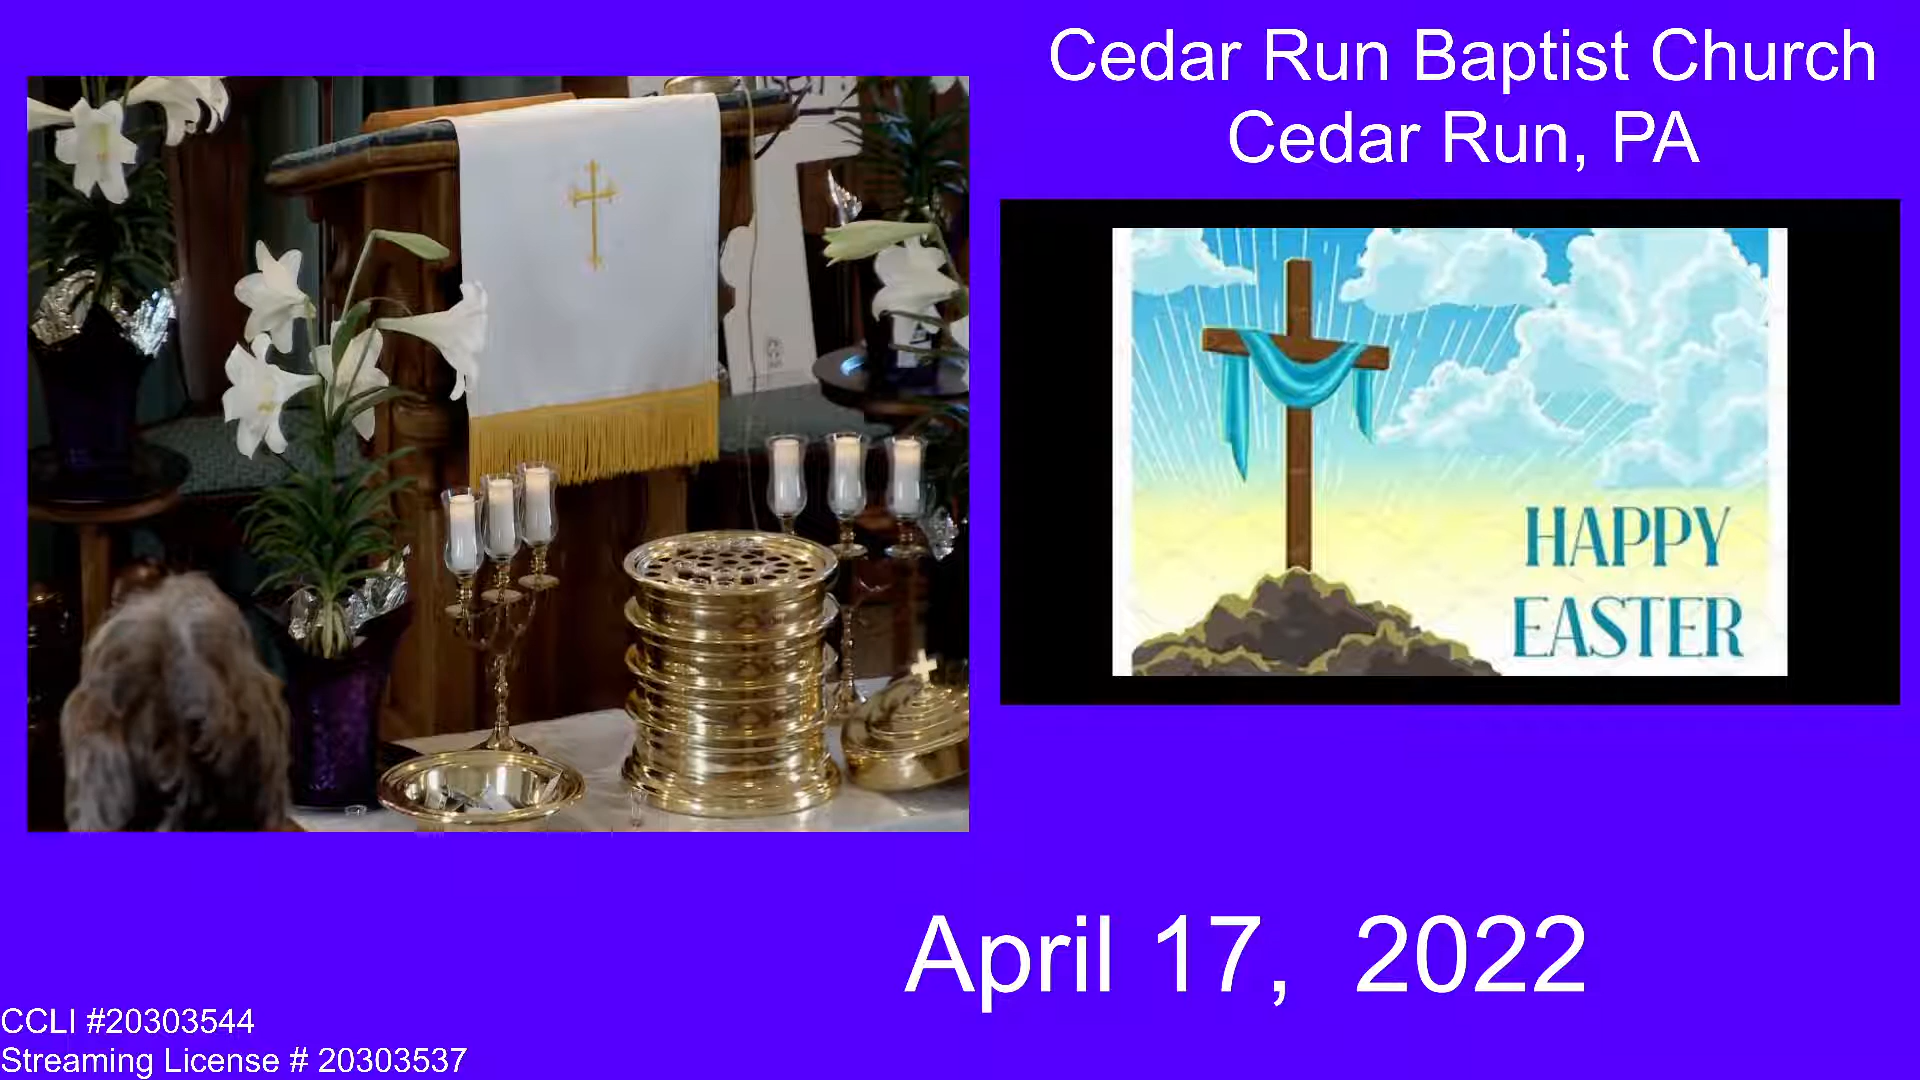 Cedar Run Baptist Church
Cedar Run, PA
HAPPY
EASTER
April 17, 2022
CCLI #20303544
Streaming License # 20303537